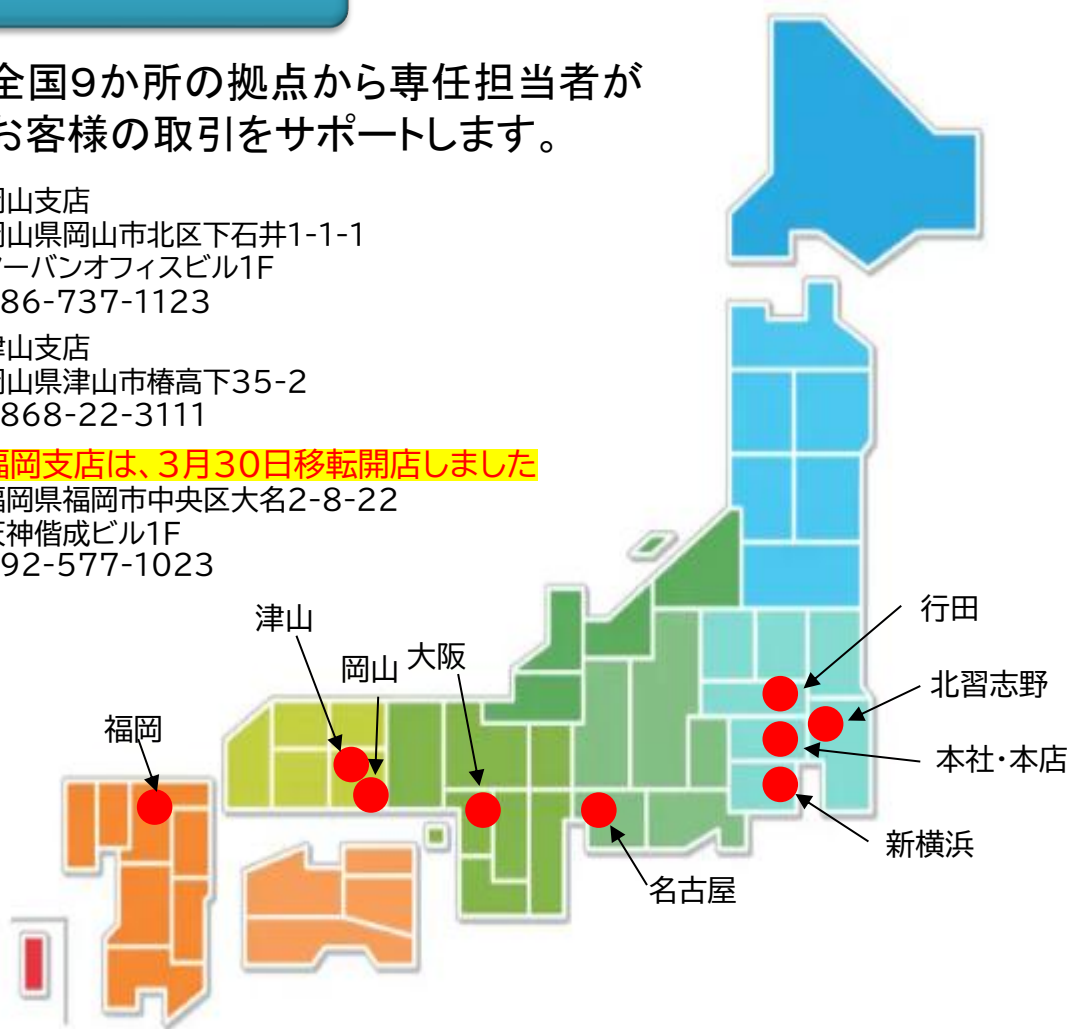 全国9か所の拠点から専任担当者が
お客様の取引をサポートします。
岡山支店
岡山県岡山市北区下石井1-1-1
アーバンオフィスビル1F
86-737-1123
津山支店
岡山県津山市椿高下35-2
868-22-3111
福岡支店は、3月30日移転開店しました
福岡県福岡市中央区大名2-8-22
天神偕成ビル1F
92-577-1023
津山
岡山
大阪
福岡
行田
北習志野
本社・本店
新横浜
名古屋